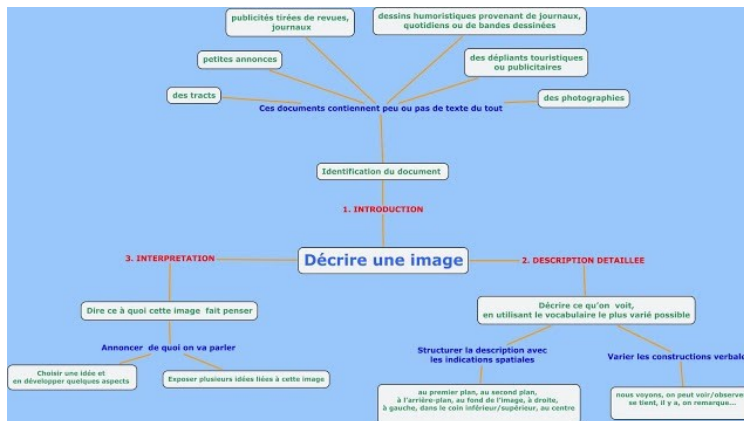 publicités tirées de revues,
journaux
dessins humoristiques provenant de journaux,
quotidiens ou de bandes dessinées
petites annonces
des dépliants touristiques
ou publicitaires
des tracts
des photographies
Ces documents contiennent peu ou pas de texte du tout
Identification du document
1. INTRODUCTION
3. INTERPRETATION
Décrire une image
2. DESCRIPTION DETAILLEE
Dire ce à quoi cette image fait penser
Décrire ce qu'on voit,
en utilisant le vocabulaire le plus varié possible
Annoncer de quoi on va parler
Structurer la description avec
les indications spatiales
Varier les constructions verbale
Choisir une idée et
en développer quelques aspects
Exposer plusieurs idées liées à cette image
au premier plan, au second plan,
à l'arrière-plan, au fond de l'image, à droite,
à gauche, dans le coin inférieur/supérieur, au centre
nous voyons, on peut voir/observe
se tient, il y a, on remarque...